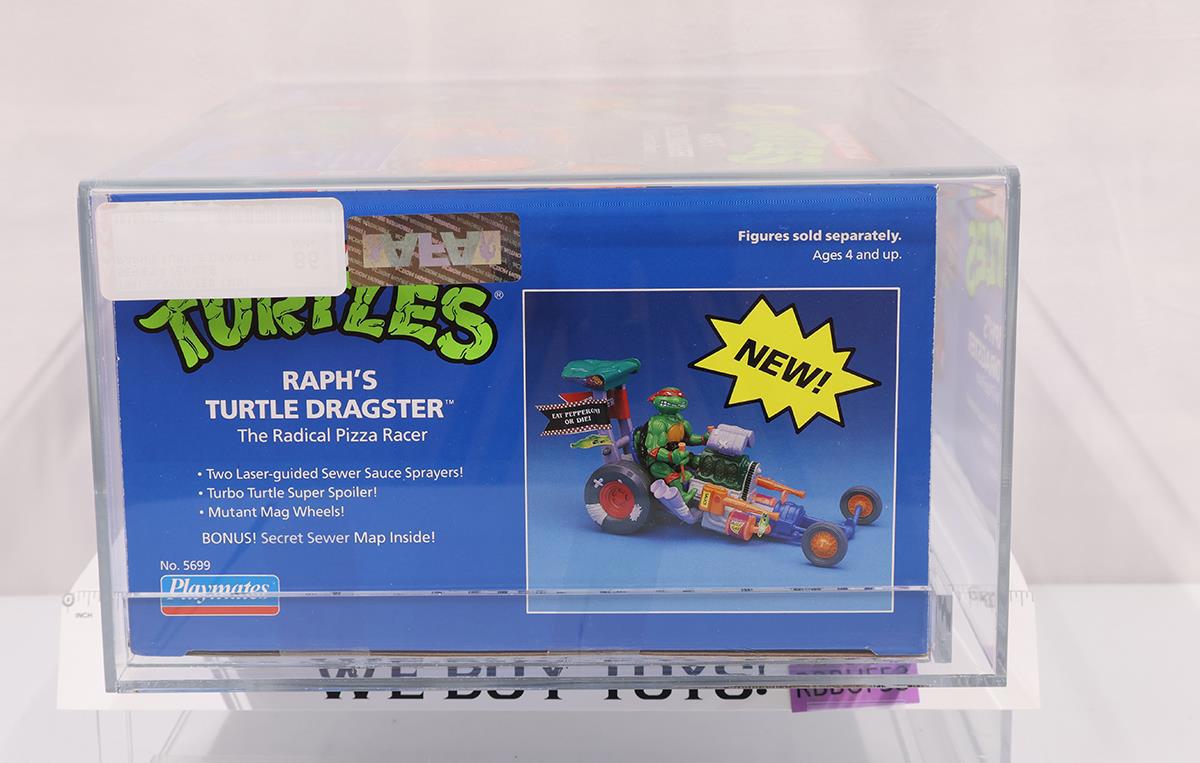 AFA
Figures sold separately.
Ages 4 and up.
TURTLES®
RAPH'S
TURTLE DRAGSTER™
The Radical Pizza Racer
• Two Laser-guided Sewer Sauce Sprayers!
• Turbo Turtle Super Spoiler!
• Mutant Mag Wheels!
BONUS! Secret Sewer Map Inside!
No. 5699
Playmates
NEW!
EAT PEPPERONI
OR DIE!
INCH
WE BUY TOYS!